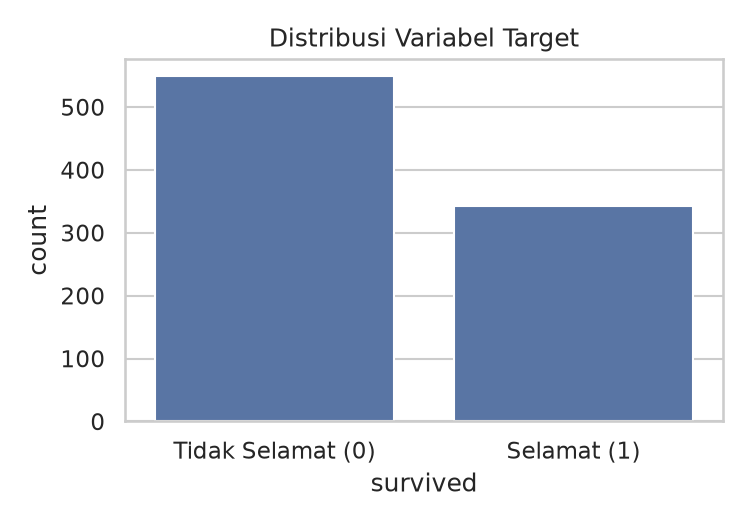 Distribusi Variabel Target
count
500
400
300
200
100
0
Tidak Selamat (0)
Selamat (1)
survived